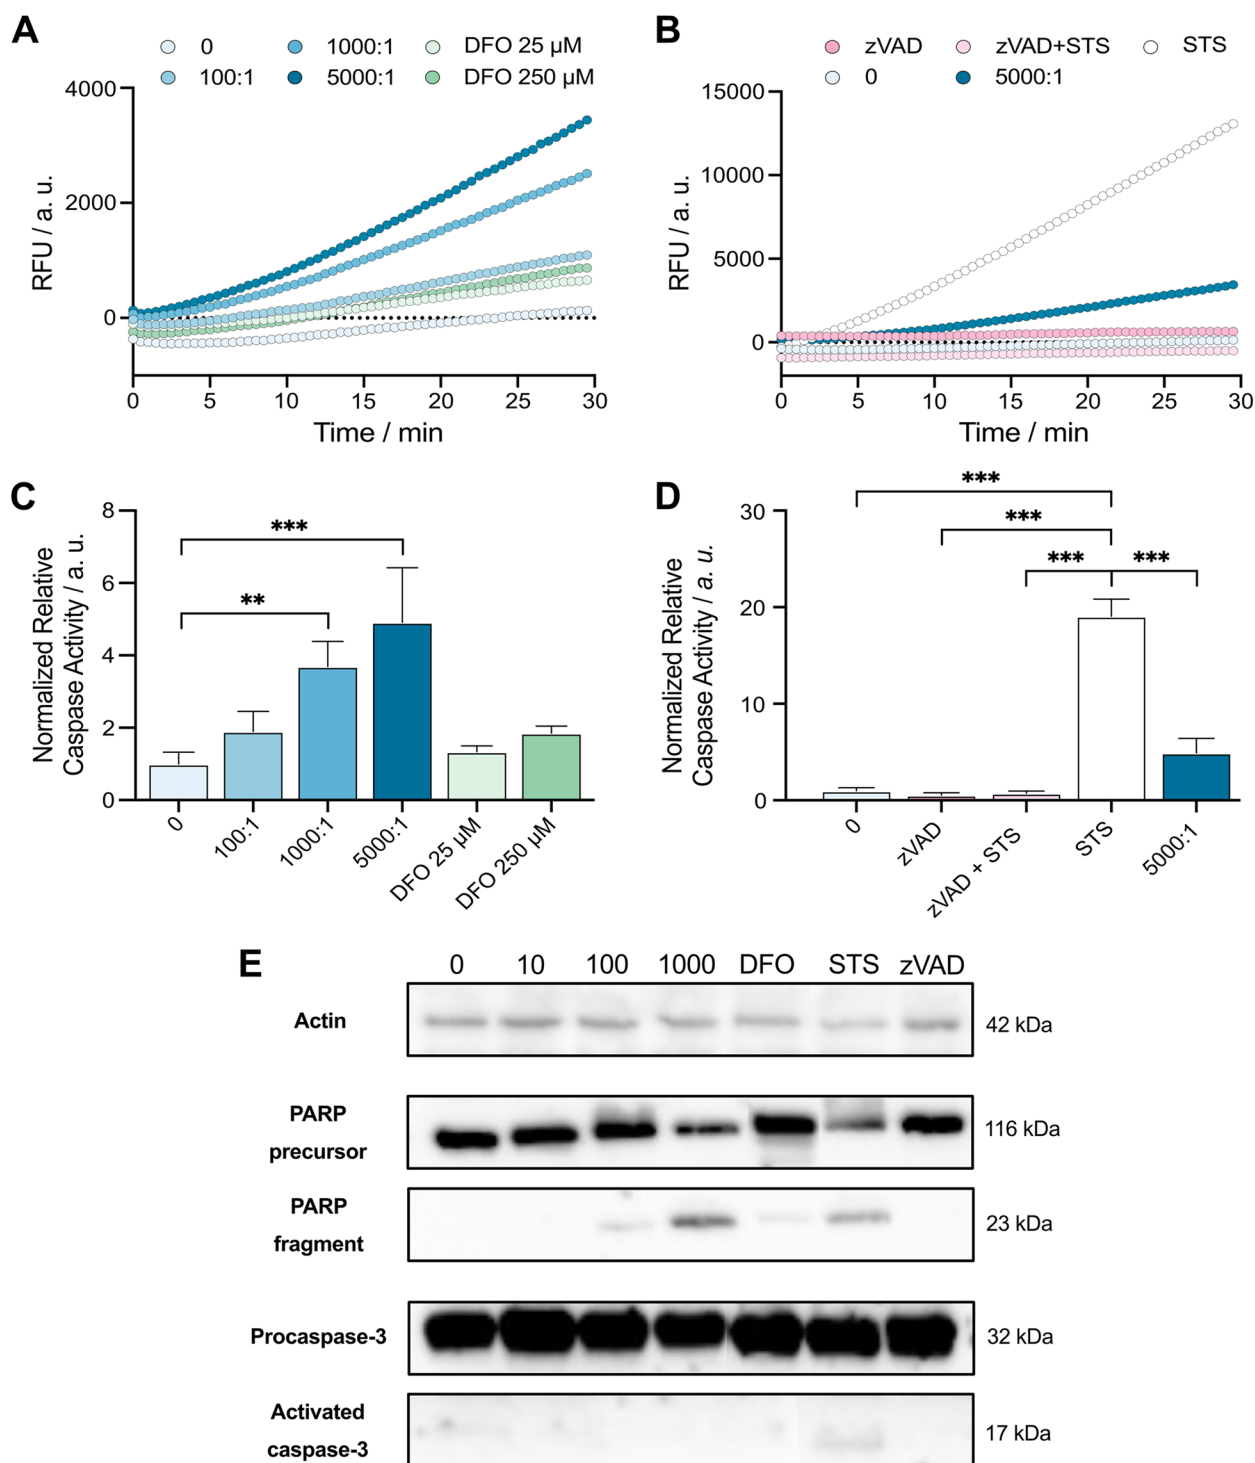 A
0
1000:1
DFO 25 µM
100:1
5000:1
DFO 250 µM
4000
2000
0
RFU / a. u.
0 5 10 15 20 25 30
Time / min
B
zVAD
zVAD+STS
STS
0
5000:1
15000
10000
5000
0
RFU / a. u.
0 5 10 15 20 25 30
Time / min
C
8
6
4
2
0
Normalized Relative
Caspase Activity / a. u.
***
**
0
100:1
1000:1
5000:1
DFO 25 µM
DFO 250 µM
D
30
20
10
0
Normalized Relative
Caspase Activity / a. u.
***
***
*** ***
0
zVAD
zVAD + STS
STS
5000:1
E
0 10 100 1000 DFO STS zVAD
Actin
42 kDa
PARP
precursor
116 kDa
PARP
fragment
23 kDa
Procaspase-3
32 kDa
Activated
caspase-3
17 kDa